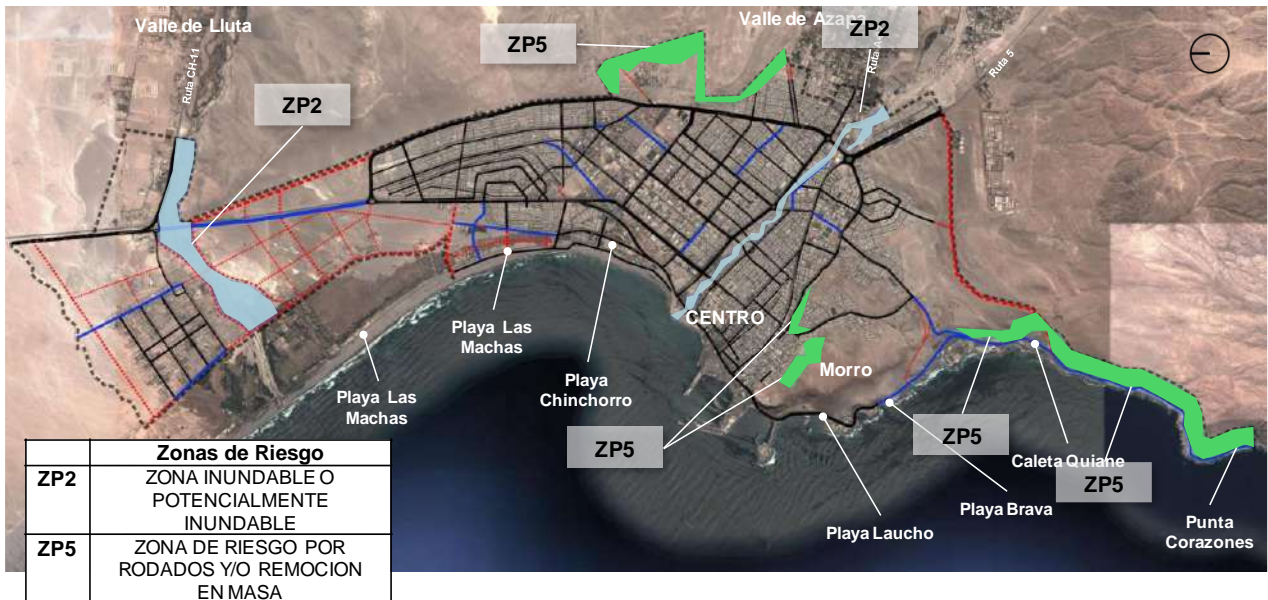 Valle de Lluta
Valle de Azapa
ZP5
ZP2
Ruta CH-11
Ruta 5
ZP2
CENTRO
Playa Las
Machas
Playa Las
Machas
Playa
Chinchorro
Morro
ZP5
ZP5
Caleta Quiane
ZP5
Playa Brava
Playa Laucho
Punta
Corazones
Zonas de Riesgo
ZP2
ZONA INUNDABLE O
POTENCIALMENTE
INUNDABLE
ZP5
ZONA DE RIESGO POR
RODADOS Y/O REMOCION
EN MASA